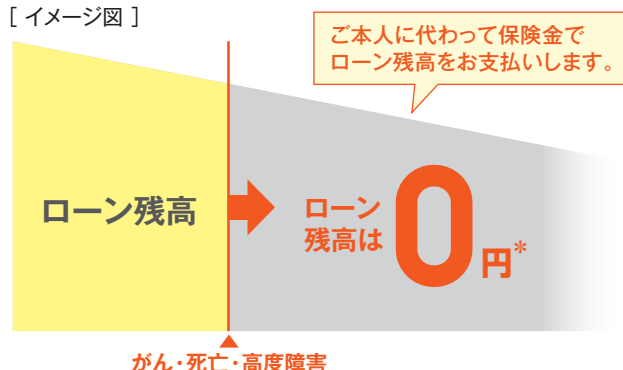 [ イメージ図 ]
ご本人に代わって保険金で
ローン残高をお支払いします。
ローン残高
ローン
残高は
0円*
がん・死亡・高度障害